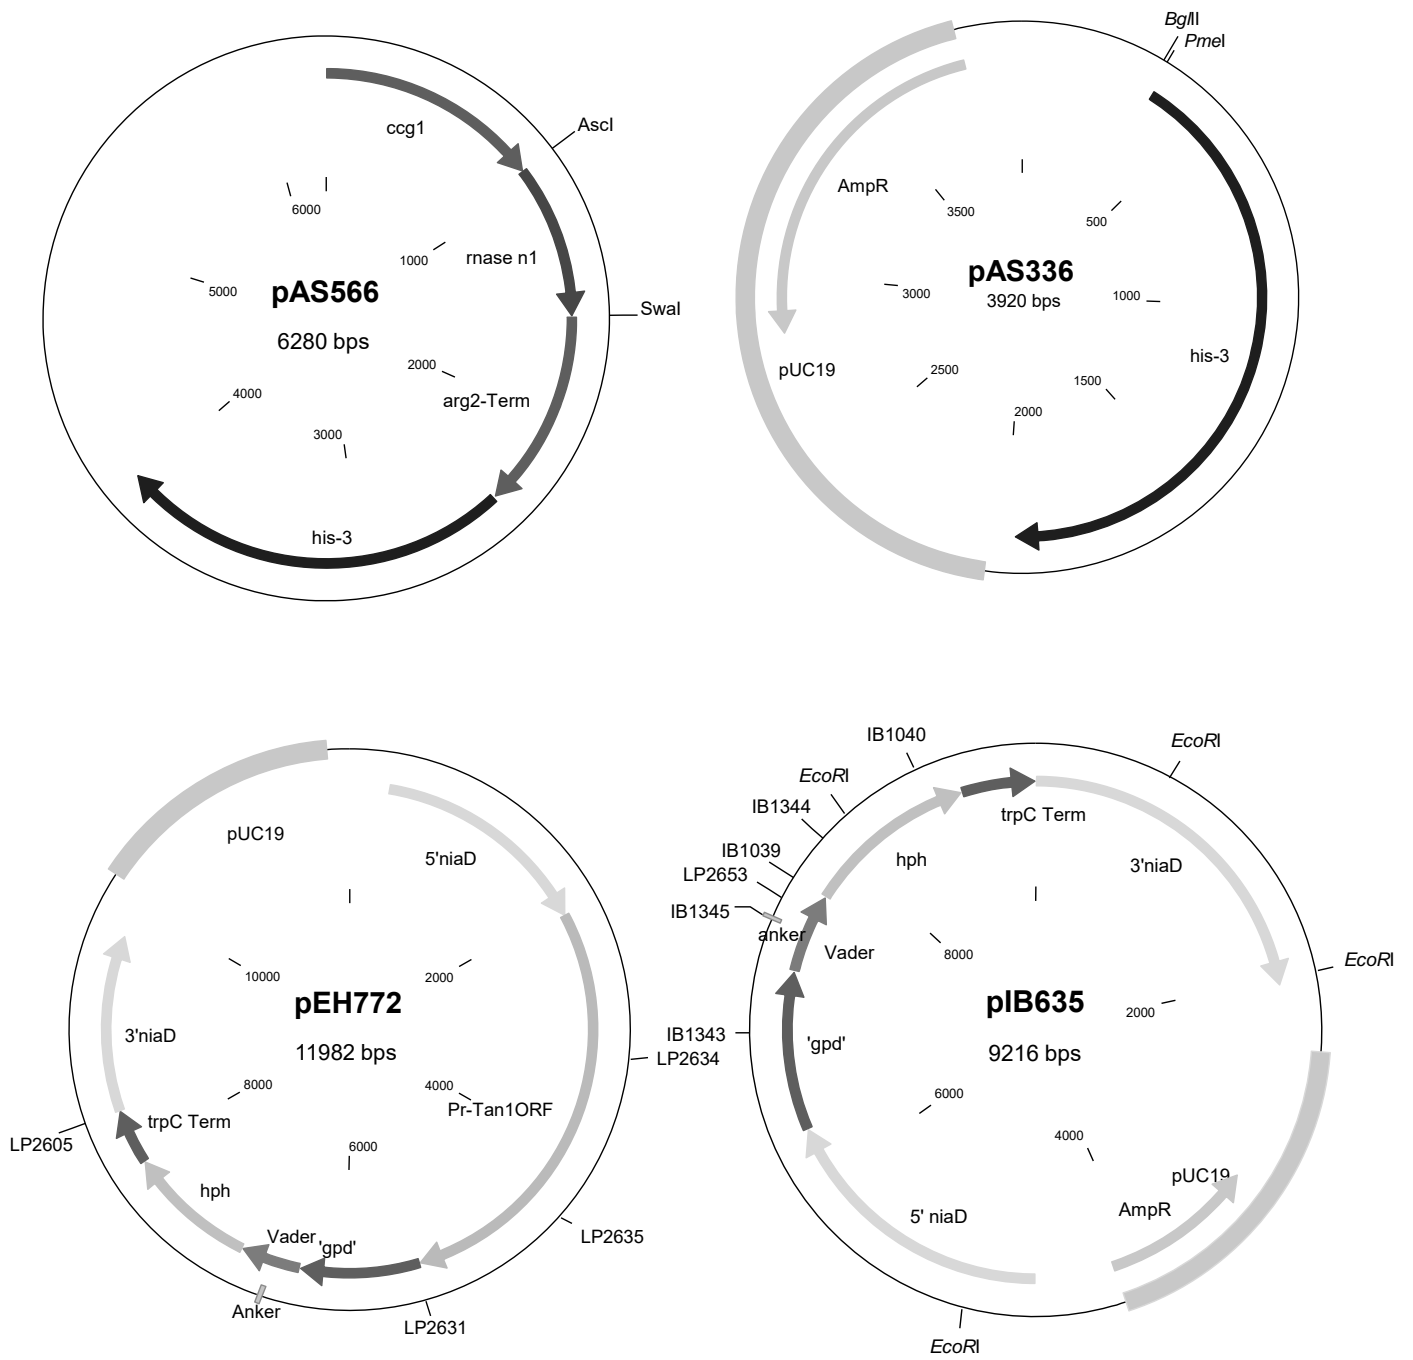 ccg1
AscI
6000
1000
rnase n1
5000
pAS566
SwaI
6280 bps
2000
4000
arg2-Term
3000
his-3
BglII
PmeI
AmpR
3500
500
pAS336
3000
3920 bps
1000
his-3
pUC19
2500
1500
2000
pUC19
5'niaD
10000
2000
pEH772
3'niaD
11982 bps
LP2634
8000
4000
Pr-Tan1ORF
trpC Term
LP2605
6000
hph
Vader
'gpd'
LP2635
Anker
LP2631
IB1040
EcoRI
EcoRI
IB1344
trpC Term
IB1039
hph
3'niaD
LP2653
IB1345
anker
Vader
8000
EcoRI
pIB635
2000
IB1343
'gpd'
9216 bps
6000
4000
pUC19
AmpR
5' niaD
EcoRI